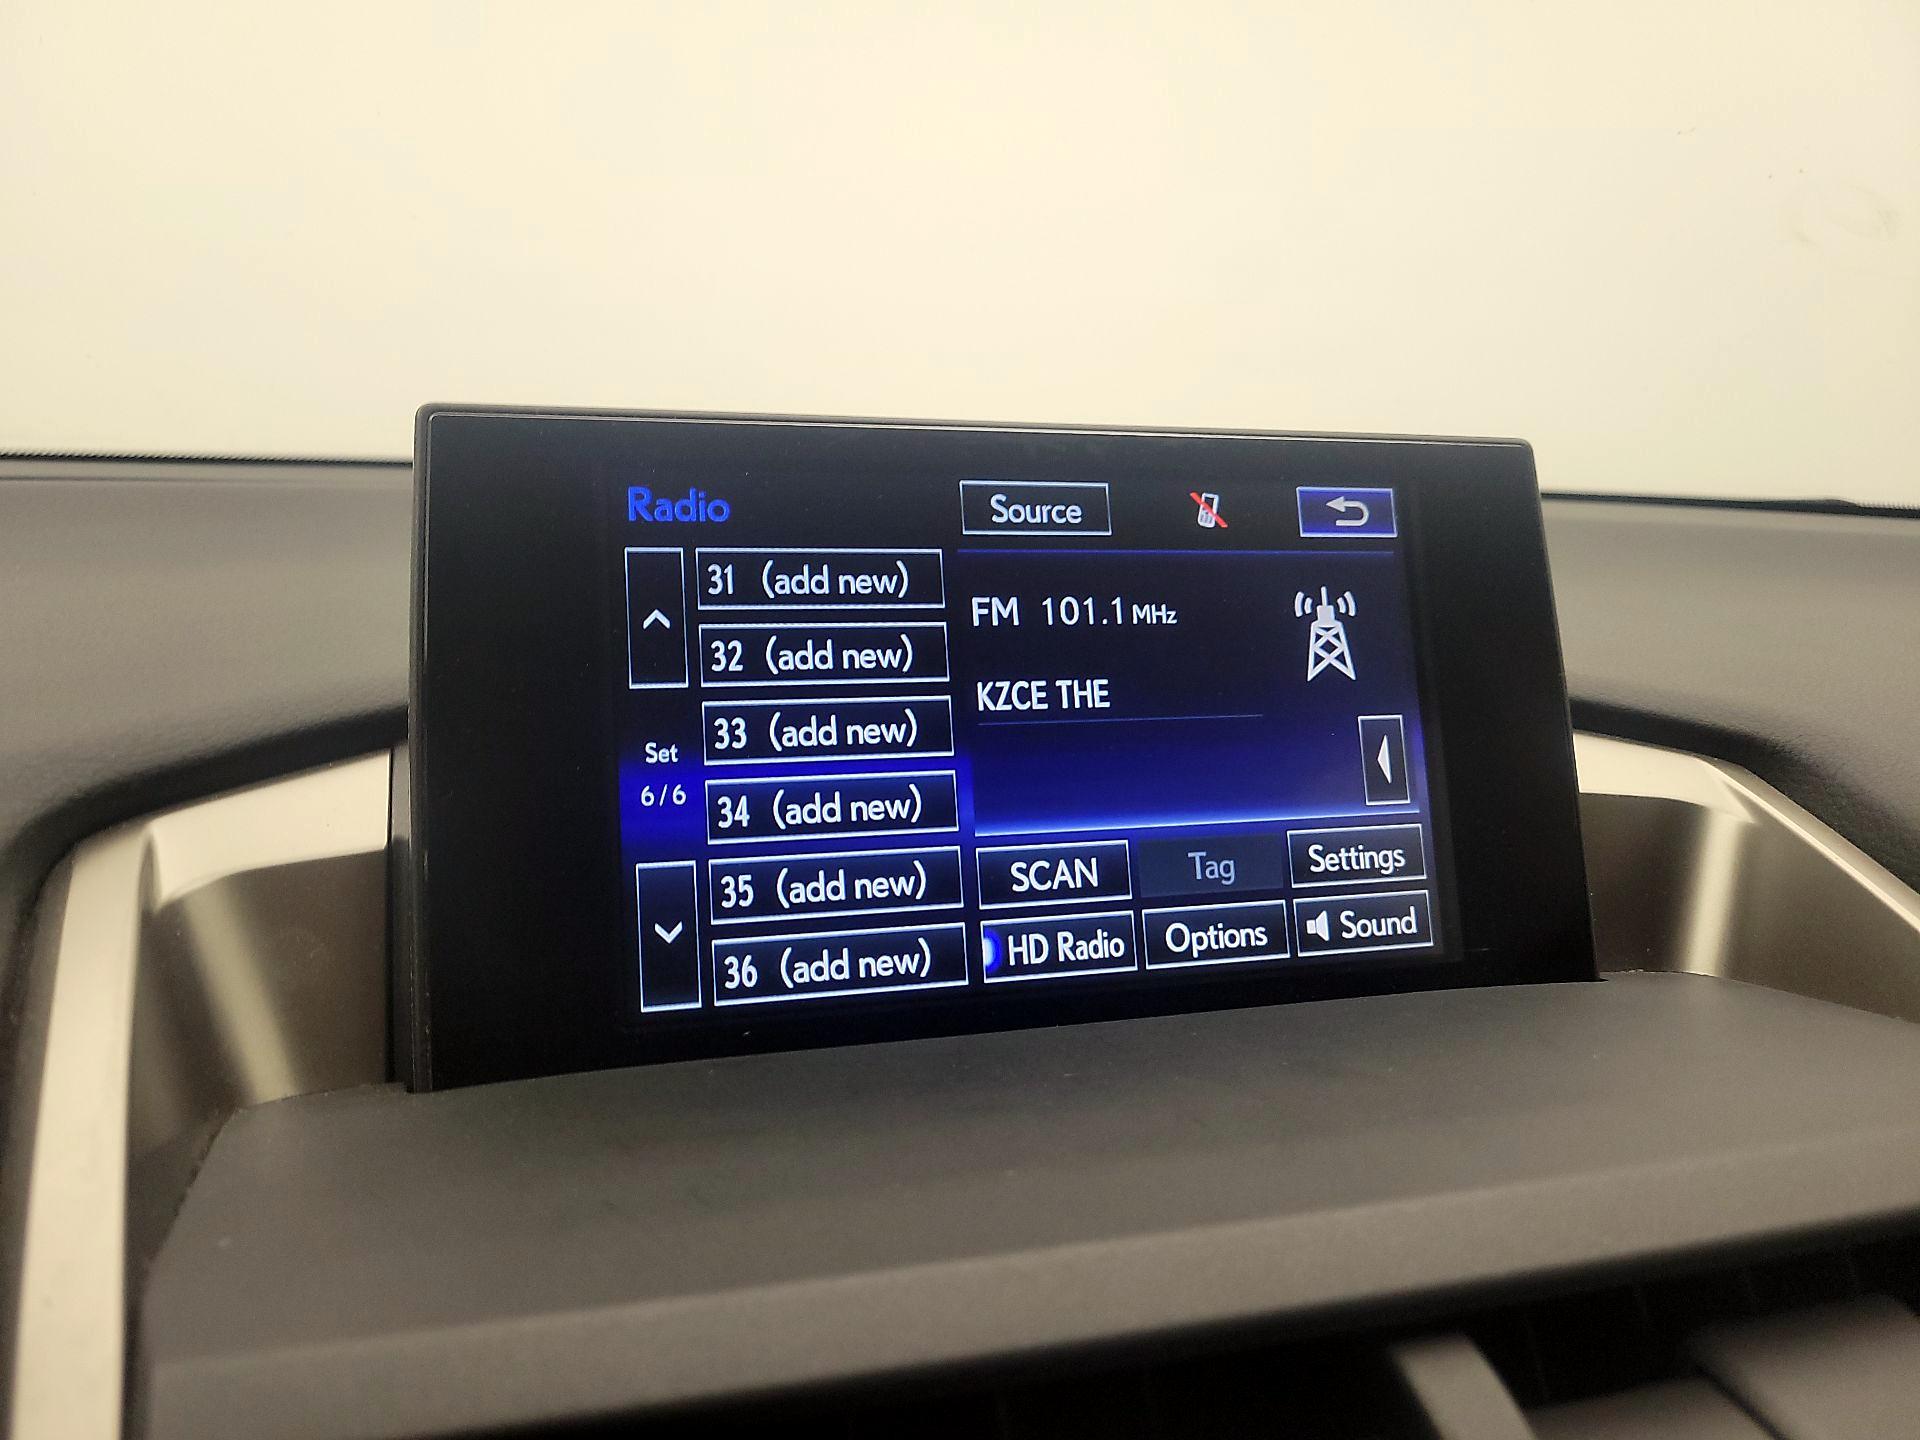 Radio
Source
31 (add new)
32 (add new)
33 (add new)
34 (add new)
35 (add new)
36 (add new)
Set
6/6
FM 101.1 MHz
KZCE THE
SCAN
Tag
Settings
HD Radio
Options
Sound